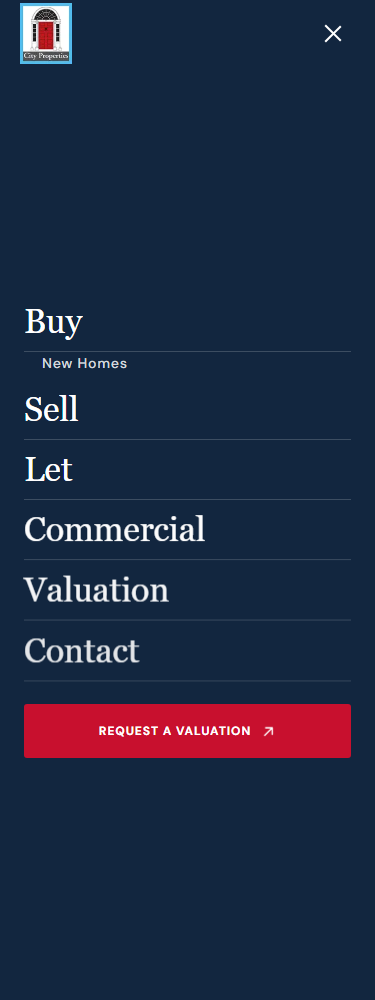 City Properties
Buy
New Homes
Sell
Let
Commercial
Valuation
Contact
REQUEST A VALUATION